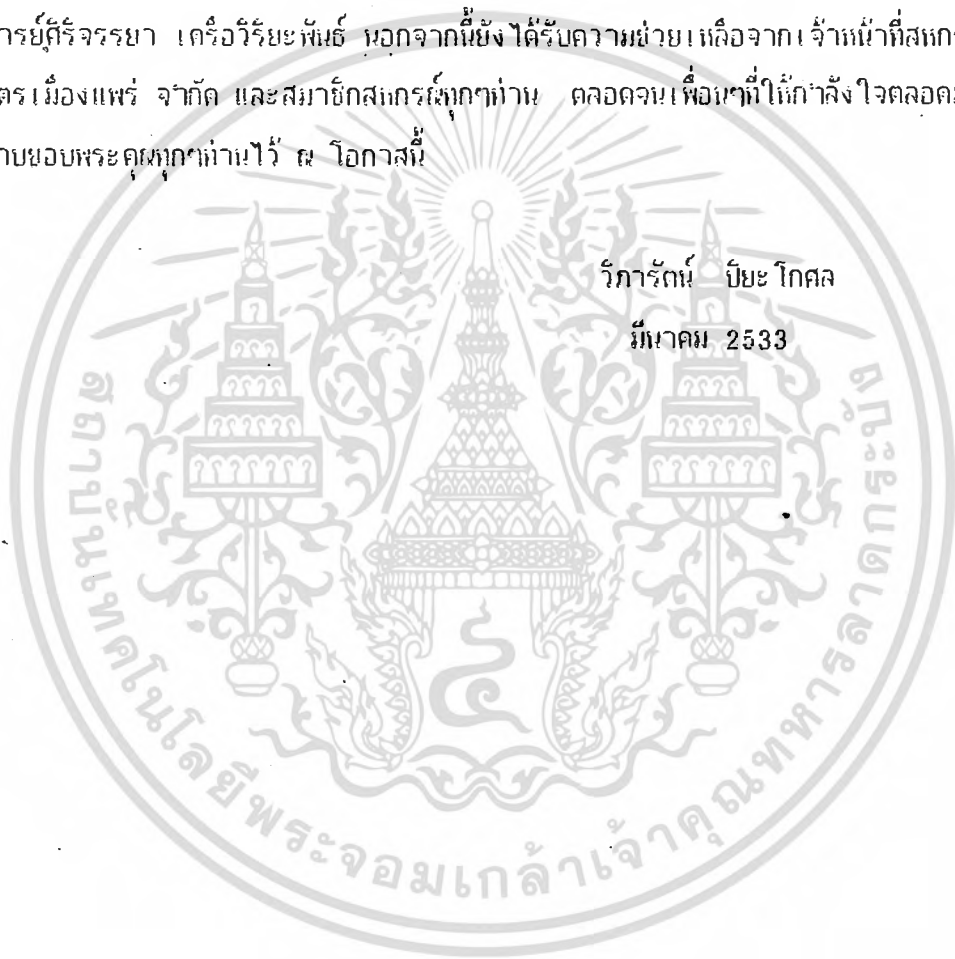 ารย์ศิริจรรยา เครือวิริยะพันธ์ นอกจากนี้ยังได้รับความช่วยเหลือจากเจ้าหน้าที่สหกร
ตรเมืองแพร่ จำกัด และสมาชิกสหกรณ์ทุกๆท่าน ตลอดจนเพื่อนๆที่ให้กำลังใจตลอดม
าบขอบพระคุณทุกๆท่านไว้ ณ โอกาสนี้
วิภารัตน์ ปิยะโกศล
มีนาคม 2533
สถาบันเทคโนโลยีพระจอมเกล้าเจ้าคุณทหารลาดกระบัง